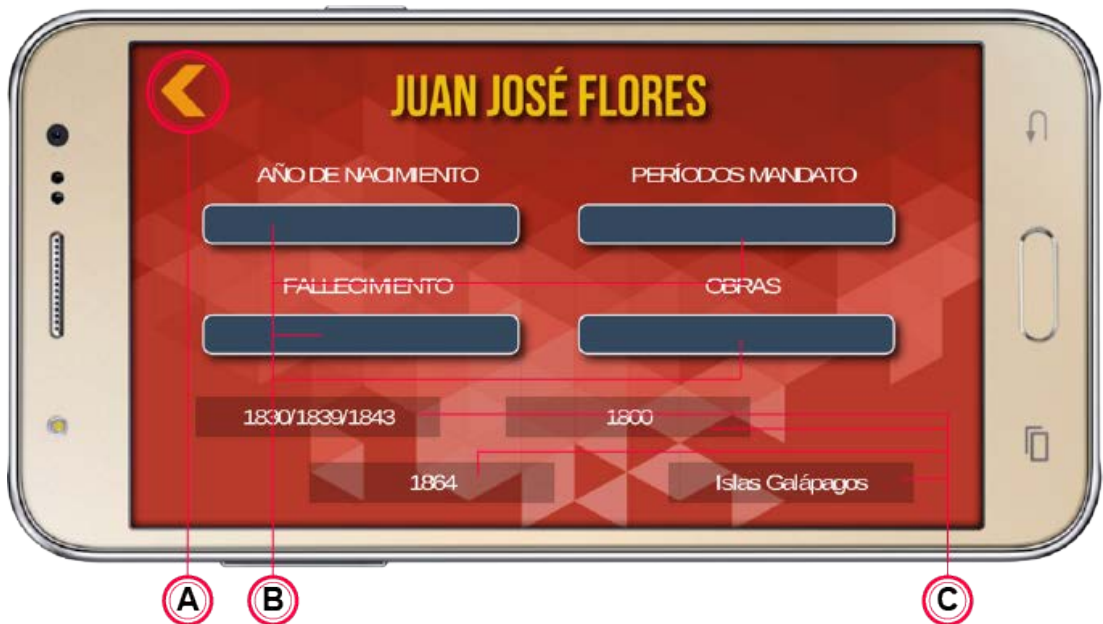 JUAN JOSÉ FLORES
AÑO DE NACIMIENTO PERÍODOS MANDATO
FALLECIMIENTO OBRAS
1830/1839/1843 1800
1864 Islas Galápagos
A B C